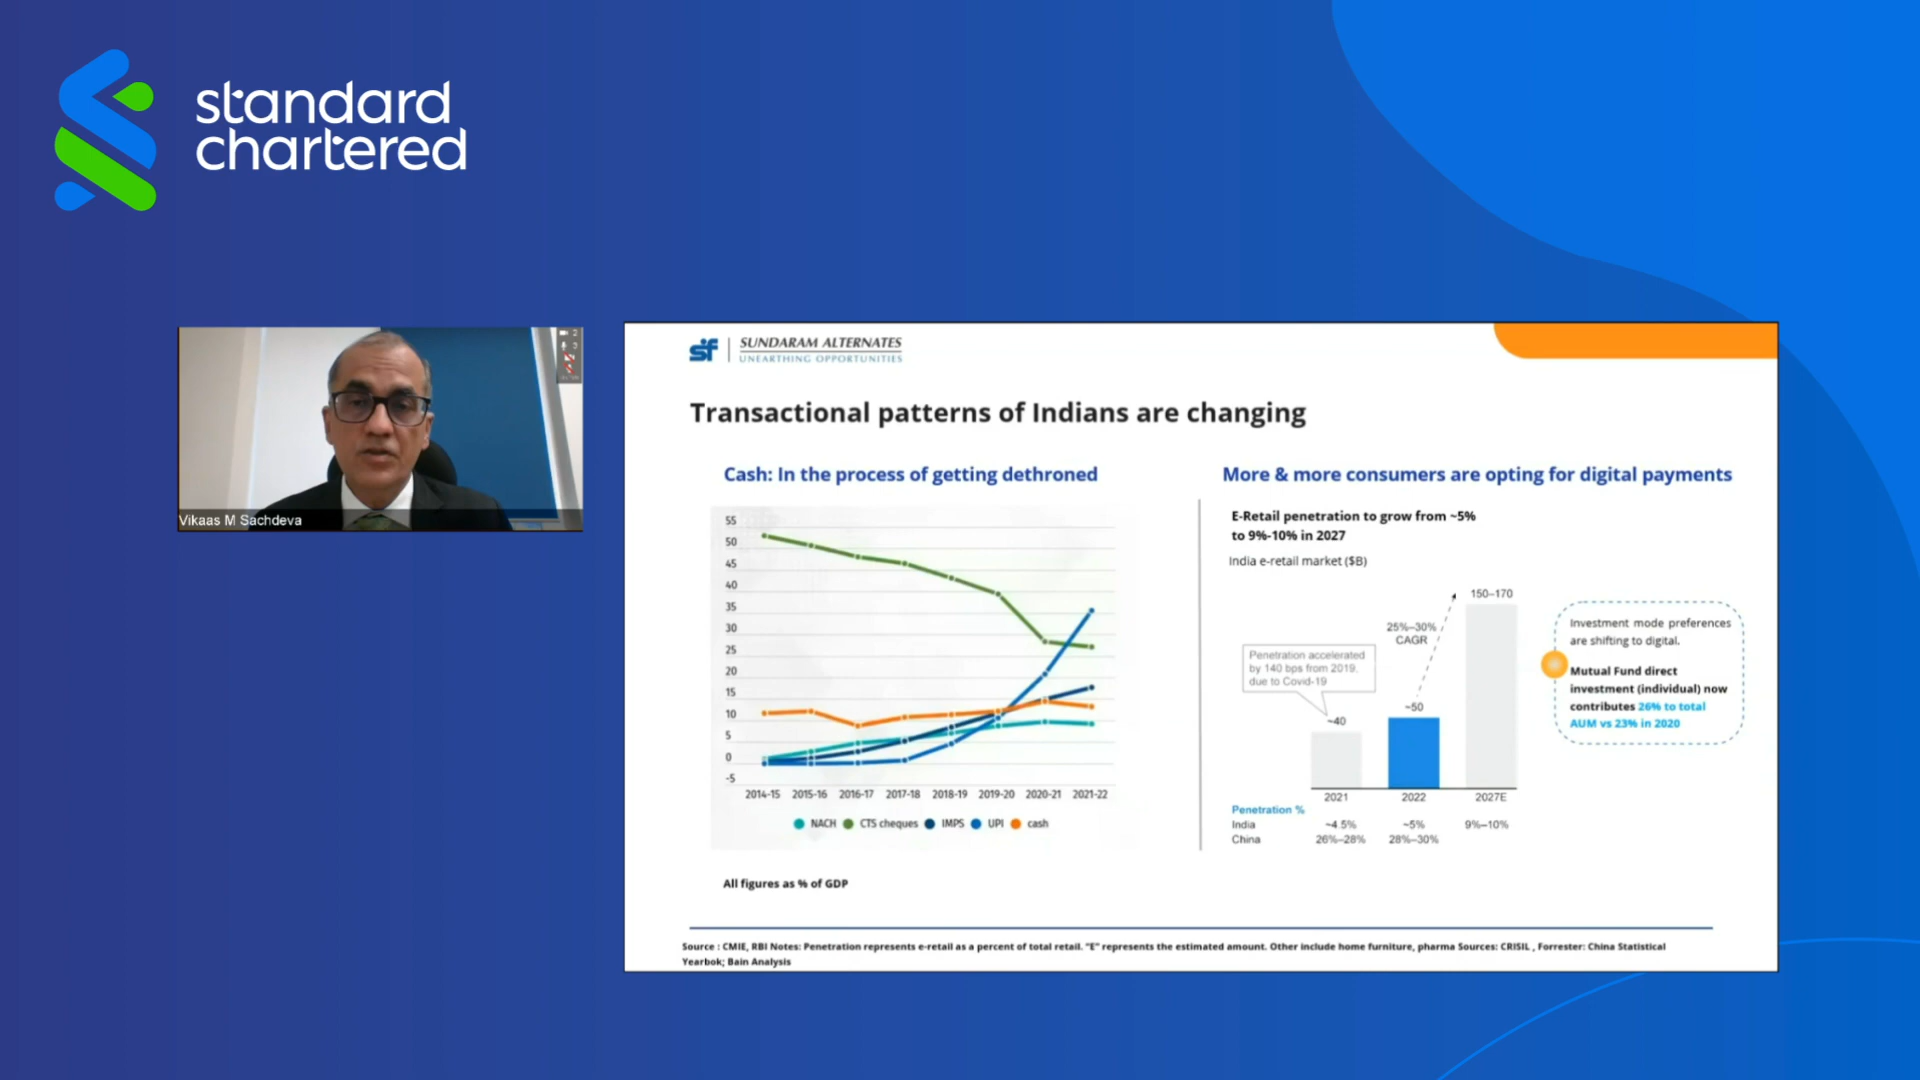 standard
chartered
Vikaas M Sachdeva
sf
SUNDARAM ALTERNATES
UNEARTHING OPPORTUNITIES
Transactional patterns of Indians are changing
Cash: In the process of getting dethroned
55
50
45
40
35
30
25
20
15
10
5
0
-5
2014-15 2015-16 2016-17 2017-18 2018-19 2019-20 2020-21 2021-22
NACH CTS cheques IMPS UPI cash
All figures as % of GDP
More & more consumers are opting for digital payments
E-Retail penetration to grow from ~5%
to 9%-10% in 2027
India e-retail market ($B)
150–170
25%–30%
CAGR
Penetration accelerated
by 140 bps from 2019,
due to Covid-19
~40
~50
2021 2022 2027E
Penetration %
India ~4.5% ~5% 9%–10%
China 26%–28% 28%–30%
Investment mode preferences
are shifting to digital.
Mutual Fund direct
investment (individual) now
contributes 26% to total
AUM vs 23% in 2020
Source : CMIE, RBI Notes: Penetration represents e-retail as a percent of total retail. "E" represents the estimated amount. Other include home furniture, pharma Sources: CRISIL , Forrester: China Statistical
Yearbok; Bain Analysis